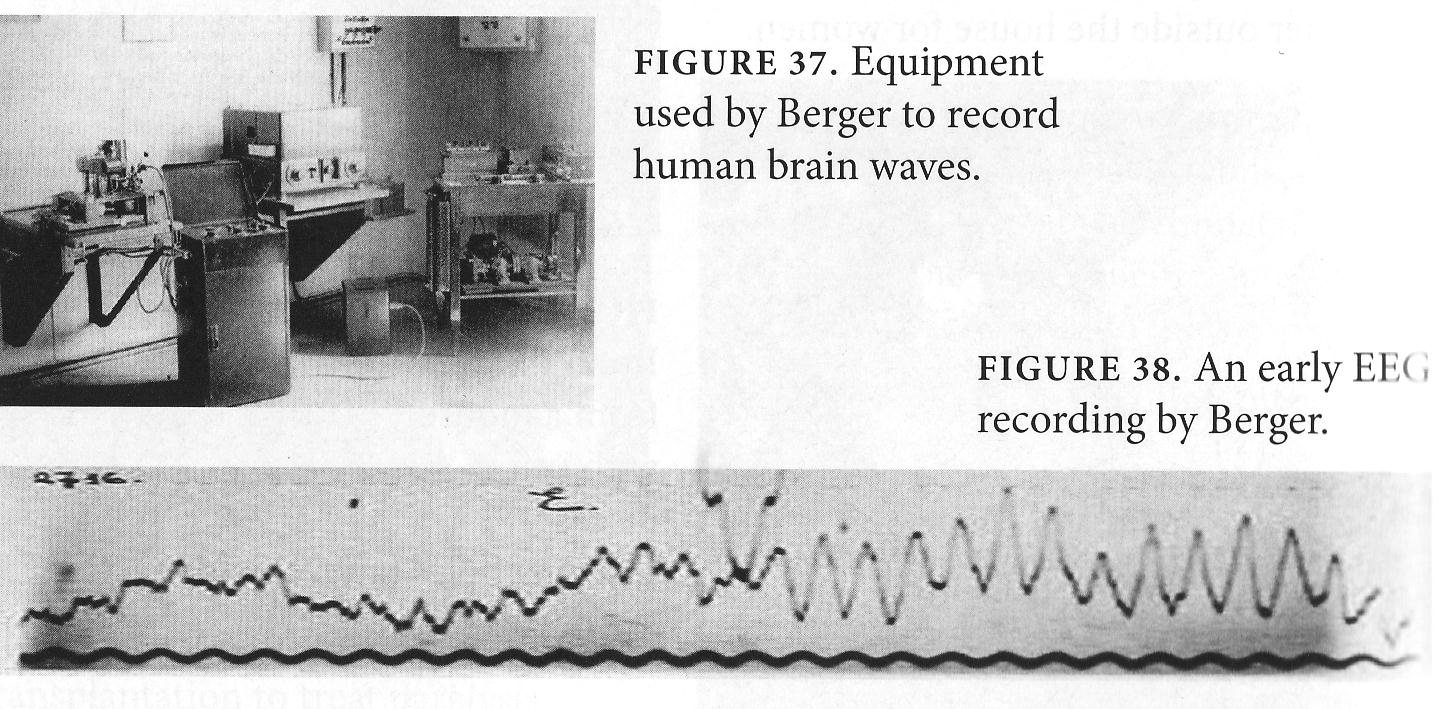 FIGURE 37. Equipment
used by Berger to record
human brain waves.
FIGURE 38. An early EEG
recording by Berger.
2716.
E.